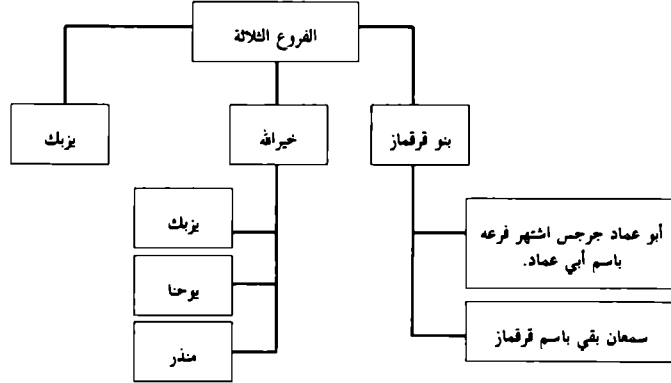 الفروع الثلاثة
بنو قرقماز
خيرالله
يزبك
أبو عماد جرجس اشتهر فرعه
باسم أبي عماد.
سمعان بقي باسم قرقماز
يزبك
يوحنا
منذر